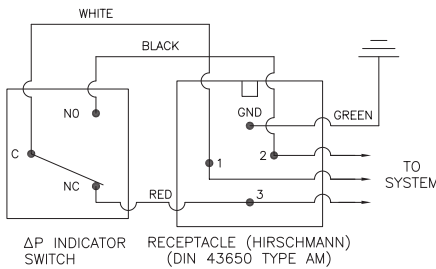 WHITE
BLACK
NO
GND
GREEN
C
1
2
TO
SYSTEM
NC
RED
3
ΔP INDICATOR
SWITCH
RECEPTACLE (HIRSCHMANN)
(DIN 43650 TYPE AM)